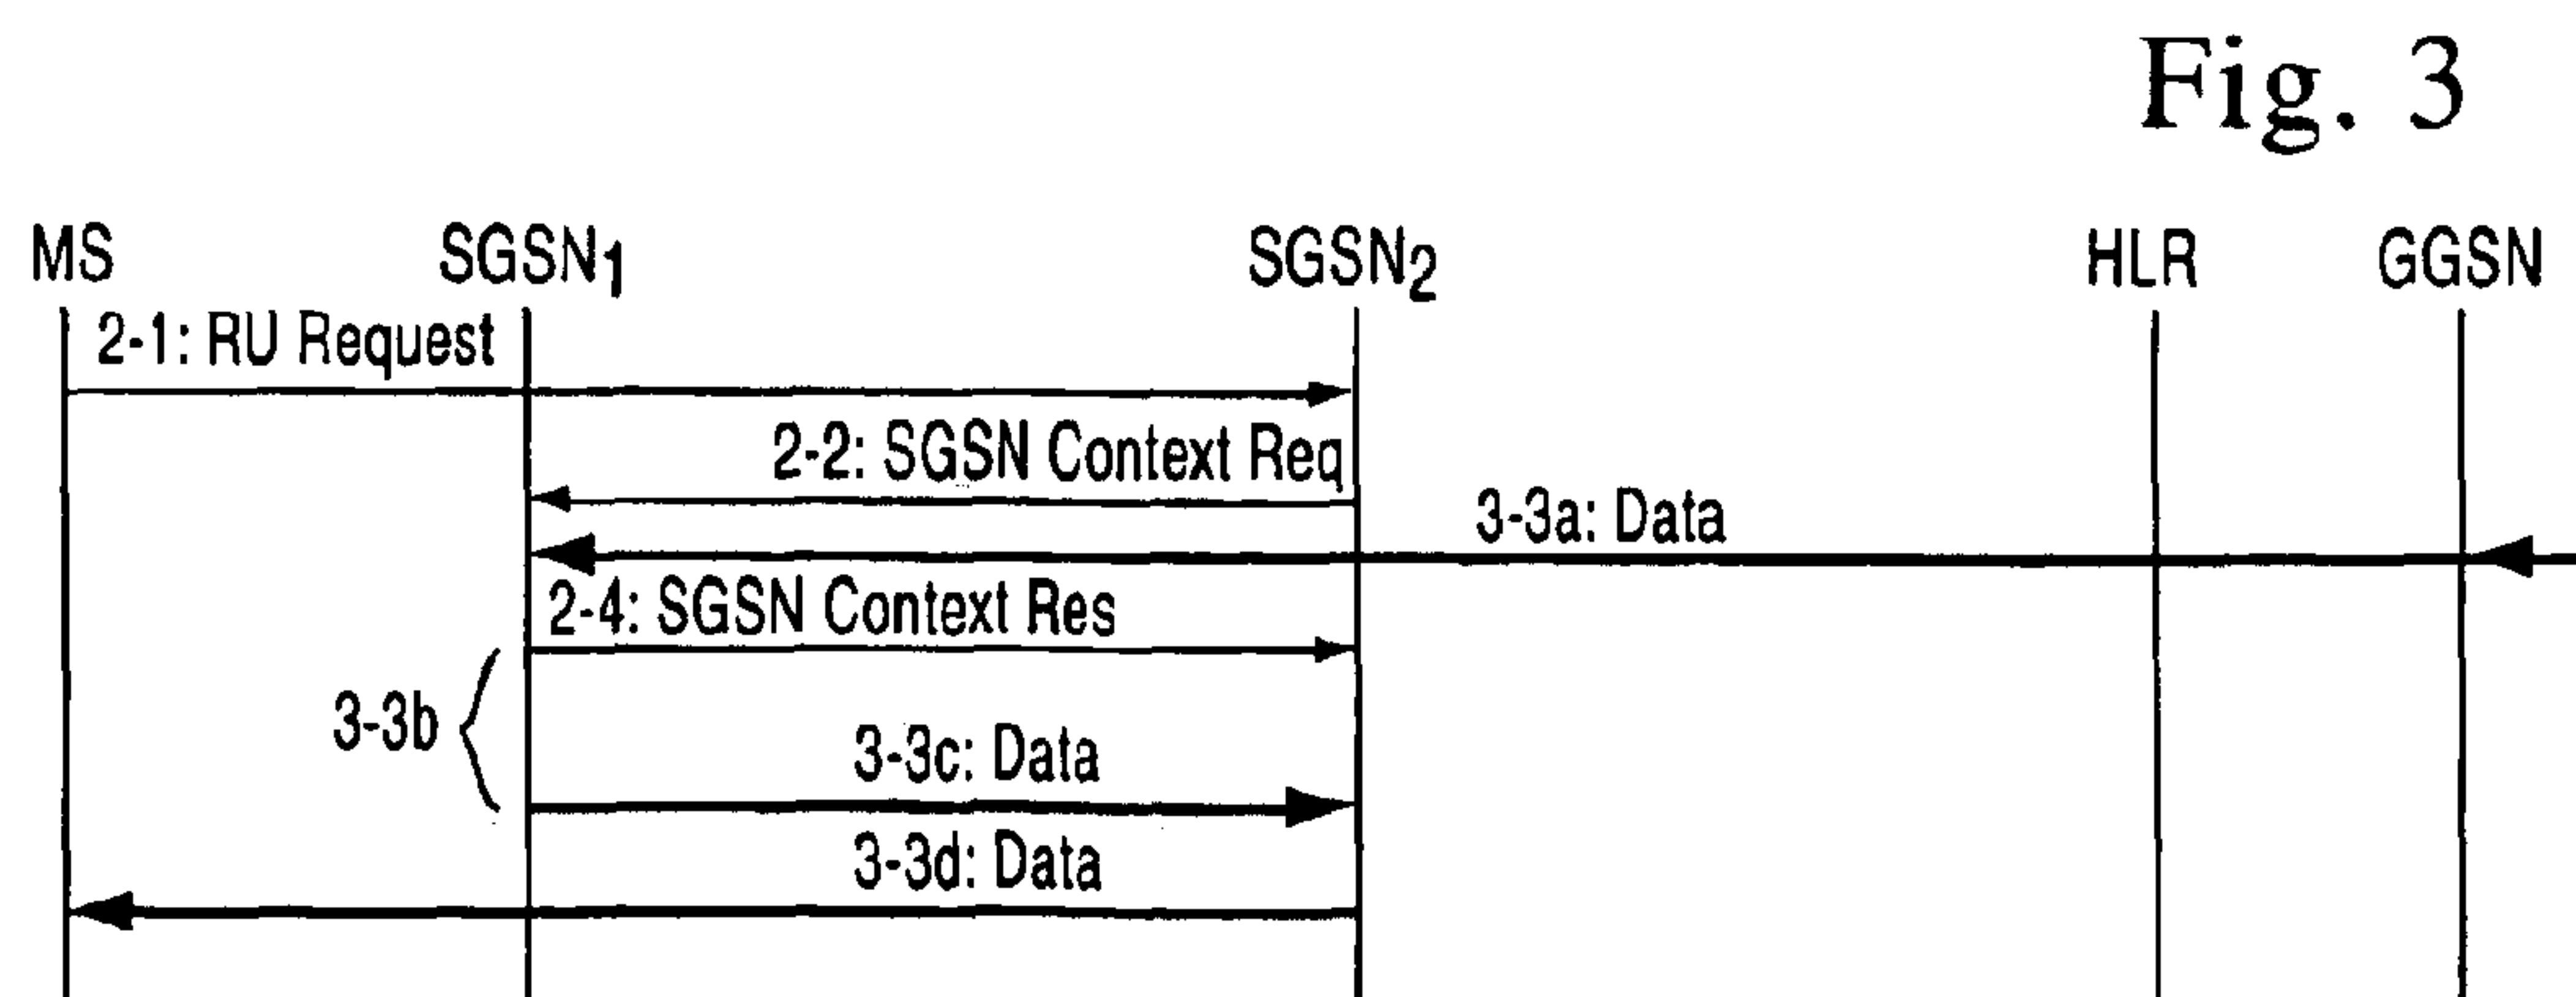 Fig. 3
MS SGSN1 SGSN2 HLR GGSN
2-1: RU Request
2-2: SGSN Context Req
3-3a: Data
2-4: SGSN Context Res
3-3b
3-3c: Data
3-3d: Data